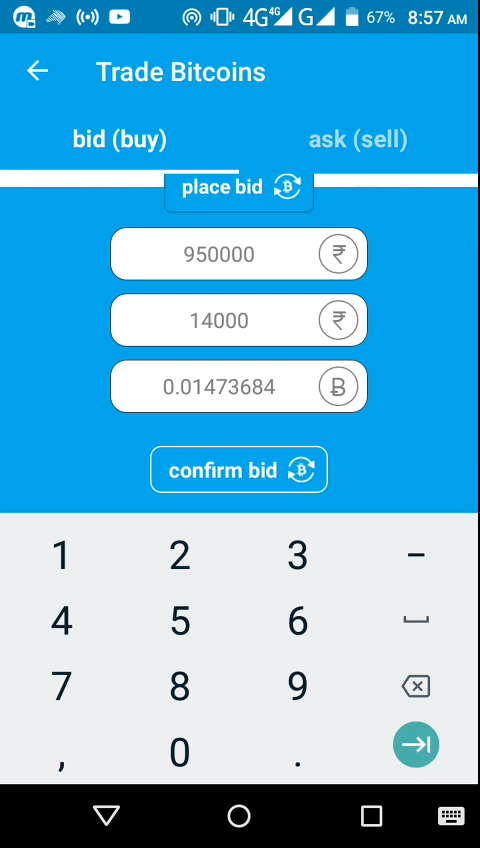 4G 4G G 67% 8:57 AM
Trade Bitcoins
bid (buy) ask (sell)
place bid
950000 ₹
14000 ₹
0.01473684 Ƀ
confirm bid
1 2 3 -
4 5 6
7 8 9
, 0 .